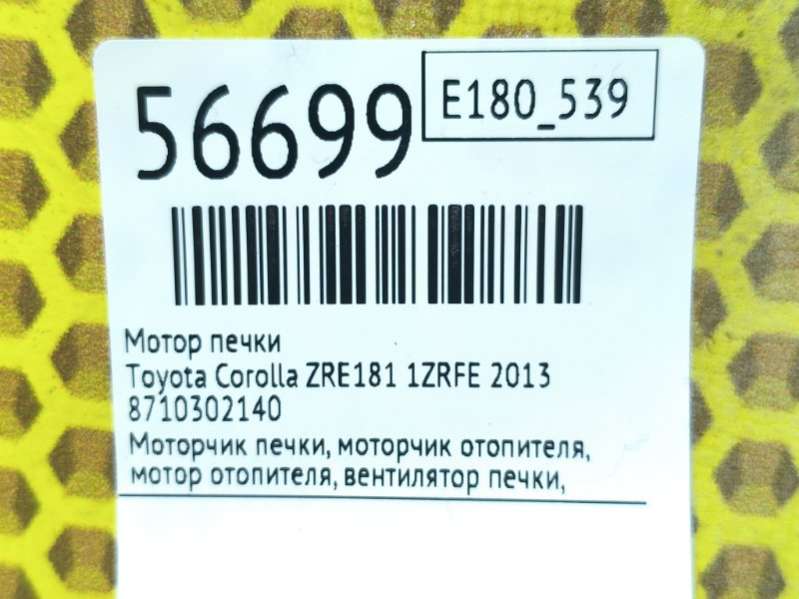 56699
E180_539
Мотор печки
Toyota Corolla ZRE181 1ZRFE 2013
8710302140
Моторчик печки, моторчик отопителя,
мотор отопителя, вентилятор печки,